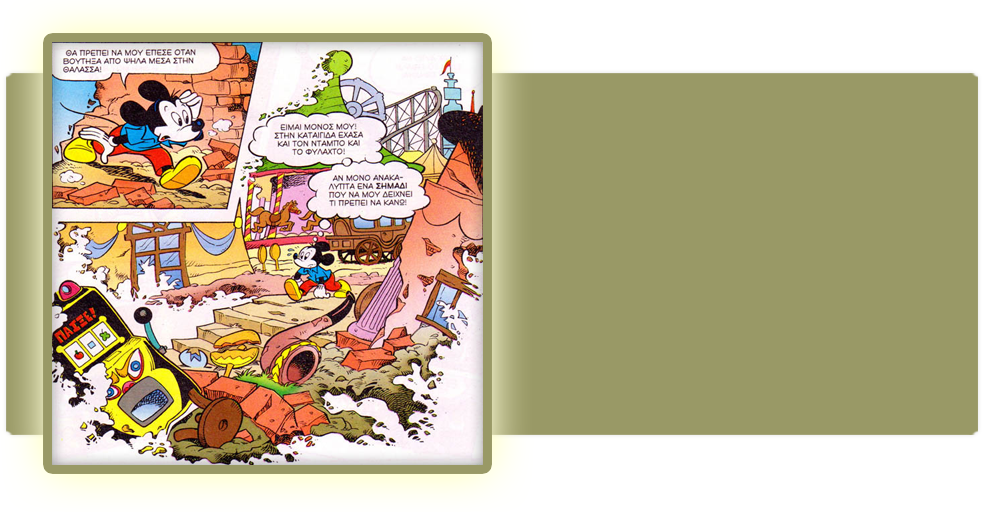 ΘΑ ΠΡΕΠΕΙ ΝΑ ΜΟΥ ΕΠΕΣΕ ΟΤΑΝ
ΒΟΥΤΗΞΑ ΑΠΟ ΨΗΛΑ ΜΕΣΑ ΣΤΗΝ
ΘΑΛΑΣΣΑ!
ΕΙΜΑΙ ΜΟΝΟΣ ΜΟΥ!
ΣΤΗΝ ΚΑΤΑΙΓΙΔΑ ΕΧΑΣΑ
ΚΑΙ ΤΟΝ ΝΤΑΜΠΟ ΚΑΙ
ΤΟ ΦΥΛΑΧΤΟ!
ΑΝ ΜΟΝΟ ΑΝΑΚΑ-
ΛΥΠΤΑ ΕΝΑ ΣΗΜΑΔΙ
ΠΟΥ ΝΑ ΜΟΥ ΔΕΙΧΝΕΙ
ΤΙ ΠΡΕΠΕΙ ΝΑ ΚΑΝΩ!
ΠΑΙΞΕ!